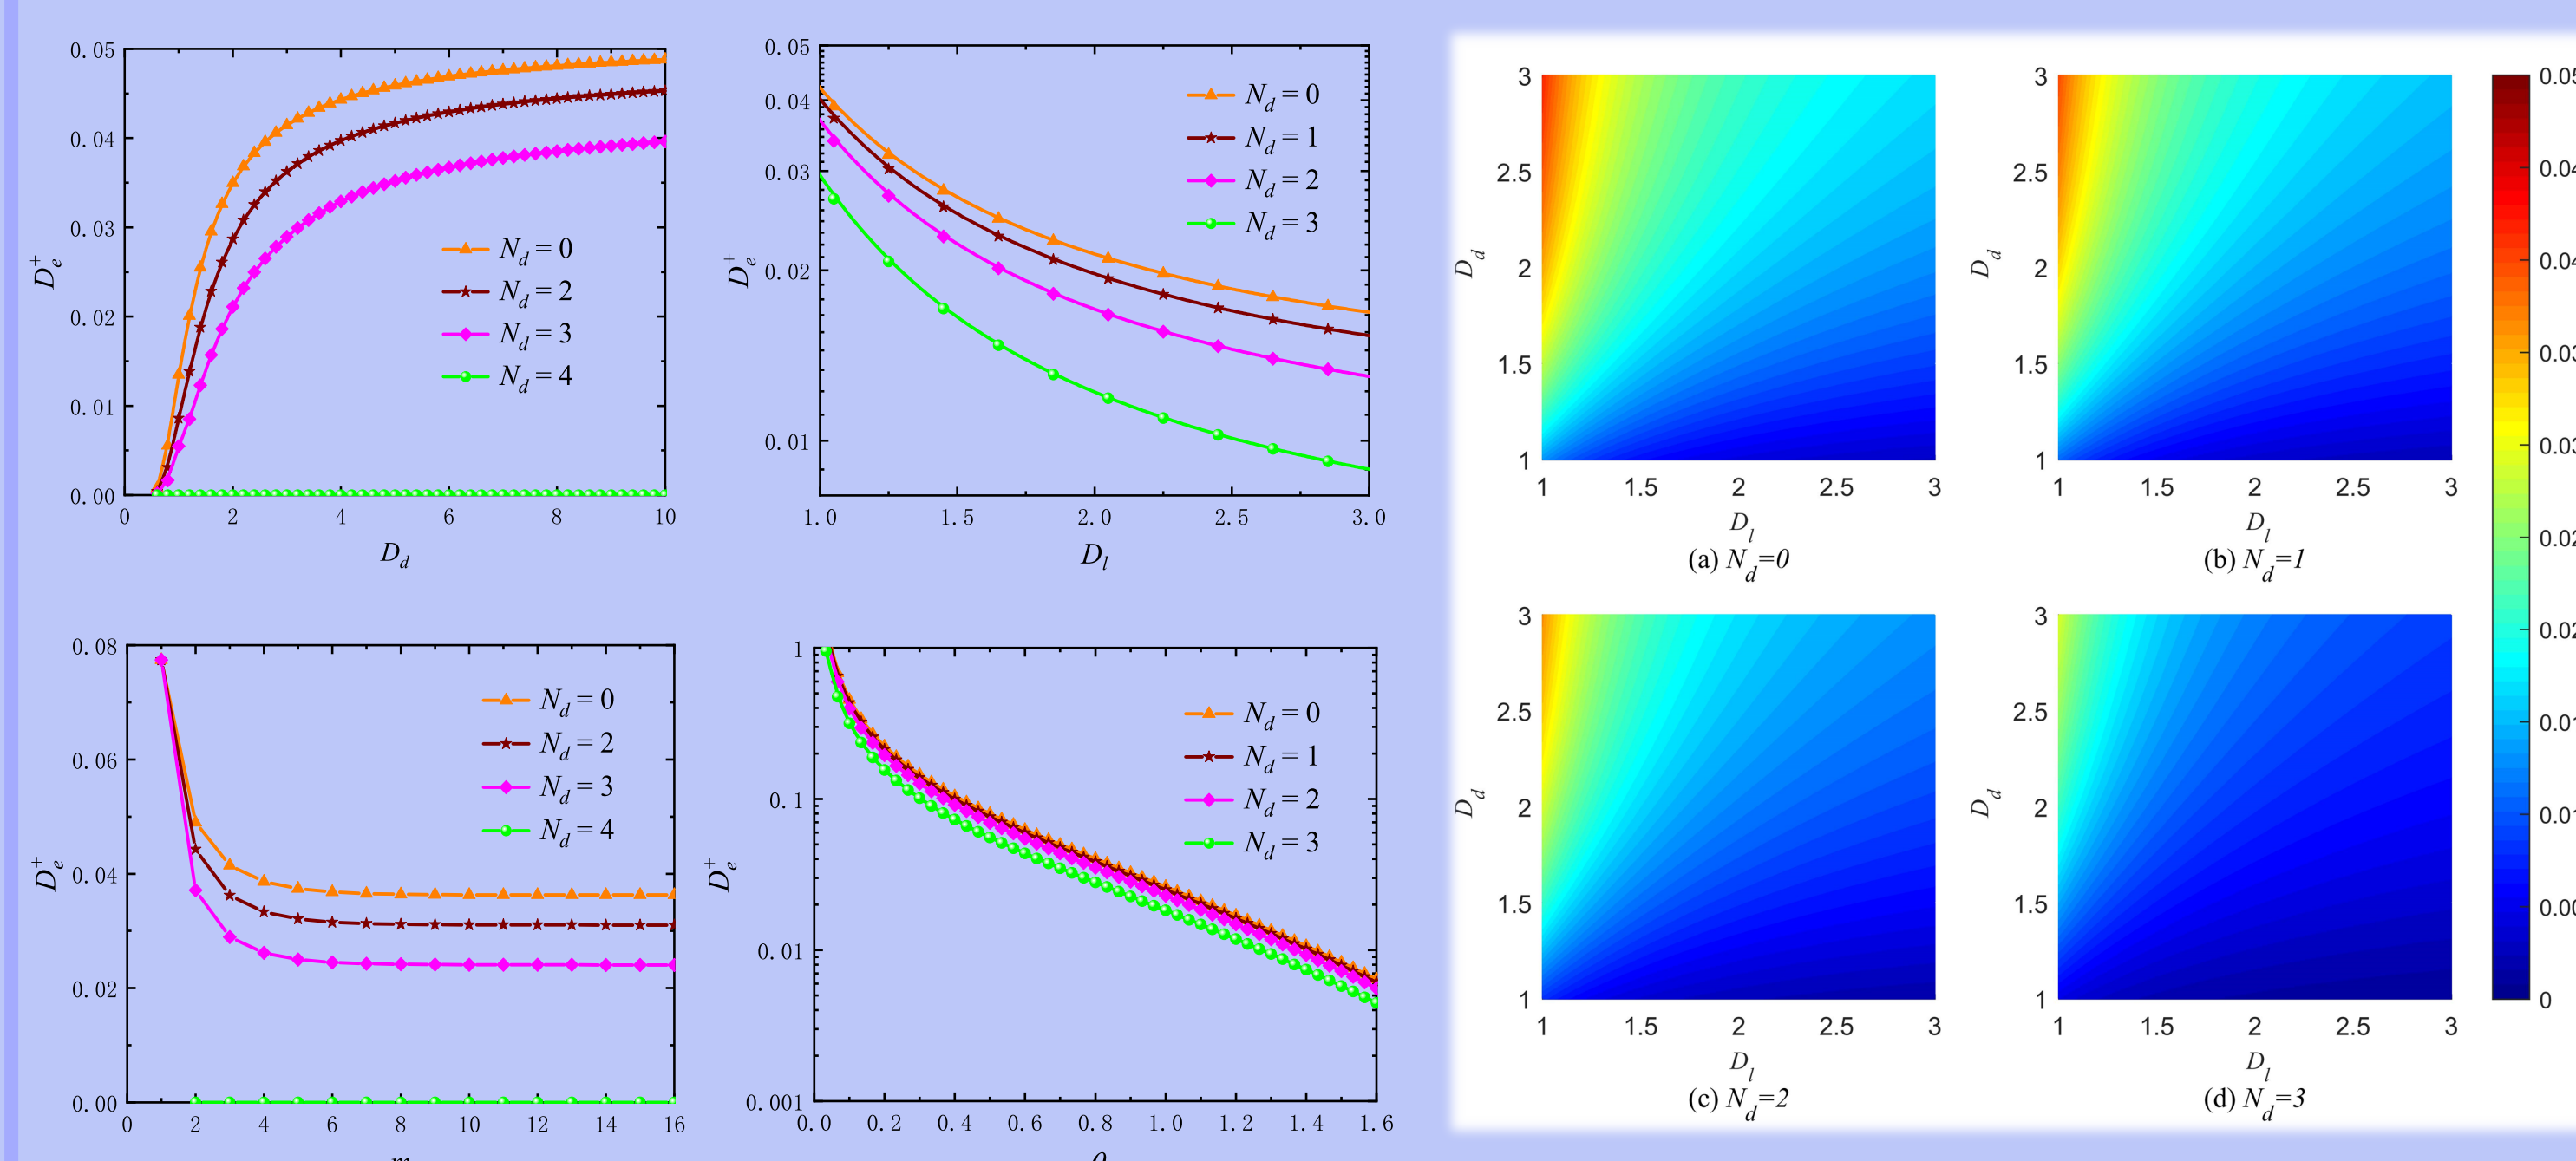 0.05
0.04
0.03
0.02
0.01
0.00
0 2 4 6 8 10
D_e^+
D_d
N_d = 0
N_d = 2
N_d = 3
N_d = 4
0.05
0.04
0.03
0.02
0.01
1.0 1.5 2.0 2.5 3.0
D_e^+
D_l
N_d = 0
N_d = 1
N_d = 2
N_d = 3
0.08
0.06
0.04
0.02
0.00
0 2 4 6 8 10 12 14 16
D_e^+
N_d = 0
N_d = 2
N_d = 3
N_d = 4
1
0.1
0.01
0.001
0.0 0.2 0.4 0.6 0.8 1.0 1.2 1.4 1.6
D_e^+
N_d = 0
N_d = 1
N_d = 2
N_d = 3
3
2.5
2
1.5
1
1 1.5 2 2.5 3
D_d
D_l
(a) N_d=0
3
2.5
2
1.5
1
1 1.5 2 2.5 3
D_d
D_l
(b) N_d=1
3
2.5
2
1.5
1
1 1.5 2 2.5 3
D_d
D_l
(c) N_d=2
3
2.5
2
1.5
1
1 1.5 2 2.5 3
D_d
D_l
(d) N_d=3
0